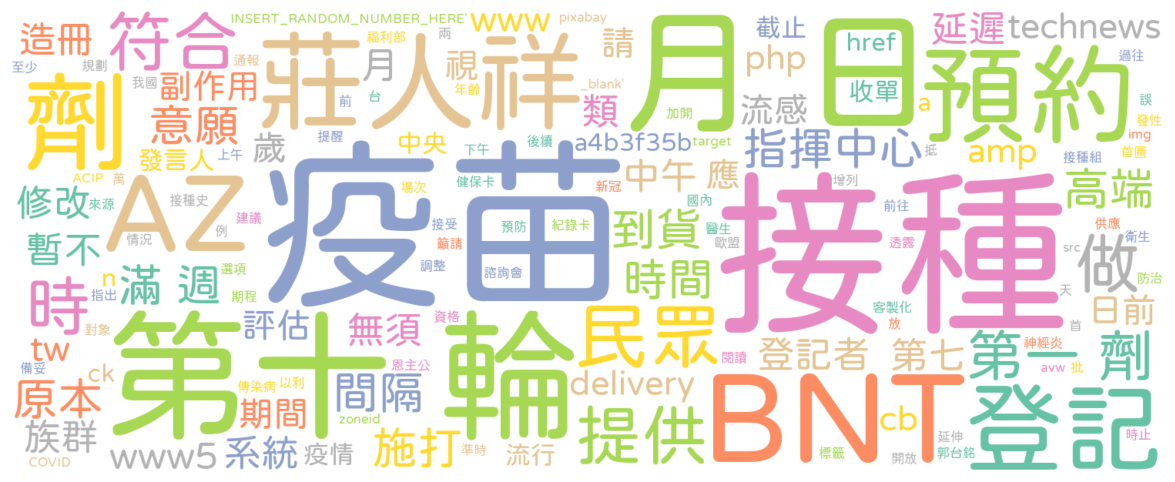 造冊
符合
INSERT_RANDOM_NUMBER_HERE'
www
pixabay
截止
延遲
technews
至少
規劃
通報
福利部
兩
請
php
href
過往
我國
劑
副作用
莊人祥
月
視
年齡
_blank'
類
月
日
收單
預約
誤
意願
前
台
加開
流感
a
發性
img
發言人
上午
歲
提醒
中央
下午
後續
a4b3f35b
target
指揮中心
抵
amp
接種組
首圖
ACIP
萬
疫苗
場次
健保卡
新冠
中午
應
增列
高端
修改
來源
接種史
AZ
建議
接受
預防
紀錄卡
到貨
國內
醫生
歐盟
接種
前往
供應
衛生
情況
例
籲請
透露
暫不
選項
調整
諮詢會
時間
src
做
防治
n
指出
滿
週
期程
客製化
天
時
對象
資格
放
首
日前
第十輪
評估
無須
民眾
tw
恩主公
閱讀
登記者
第七
第一
劑
神經炎
備妥
ck
傳染病
以利
間隔
delivery
avw
批
原本
期間
zoneid
提供
BNT
cb
登記
族群
延伸
時止
www5
系統
疫情
施打
準時
流行
標籤
開放
郭台銘
COVID